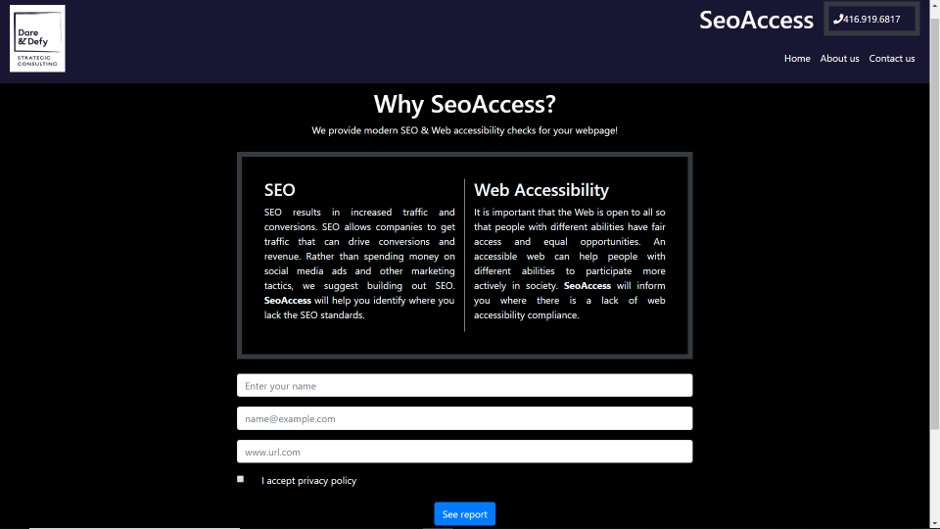 Dare
& Defy
STRATEGIC
CONSULTING
SeoAccess
416.919.6817
Home About us Contact us
Why SeoAccess?
We provide modern SEO & Web accessibility checks for your webpage!
SEO
SEO results in increased traffic and
conversions. SEO allows companies to get
traffic that can drive conversions and
revenue. Rather than spending money on
social media ads and other marketing
tactics, we suggest building out SEO.
SeoAccess will help you identify where you
lack the SEO standards.
Web Accessibility
It is important that the Web is open to all so
that people with different abilities have fair
access and equal opportunities. An
accessible web can help people with
different abilities to participate more
actively in society. SeoAccess will inform
you where there is a lack of web
accessibility compliance.
Enter your name
name@example.com
www.url.com
I accept privacy policy
See report